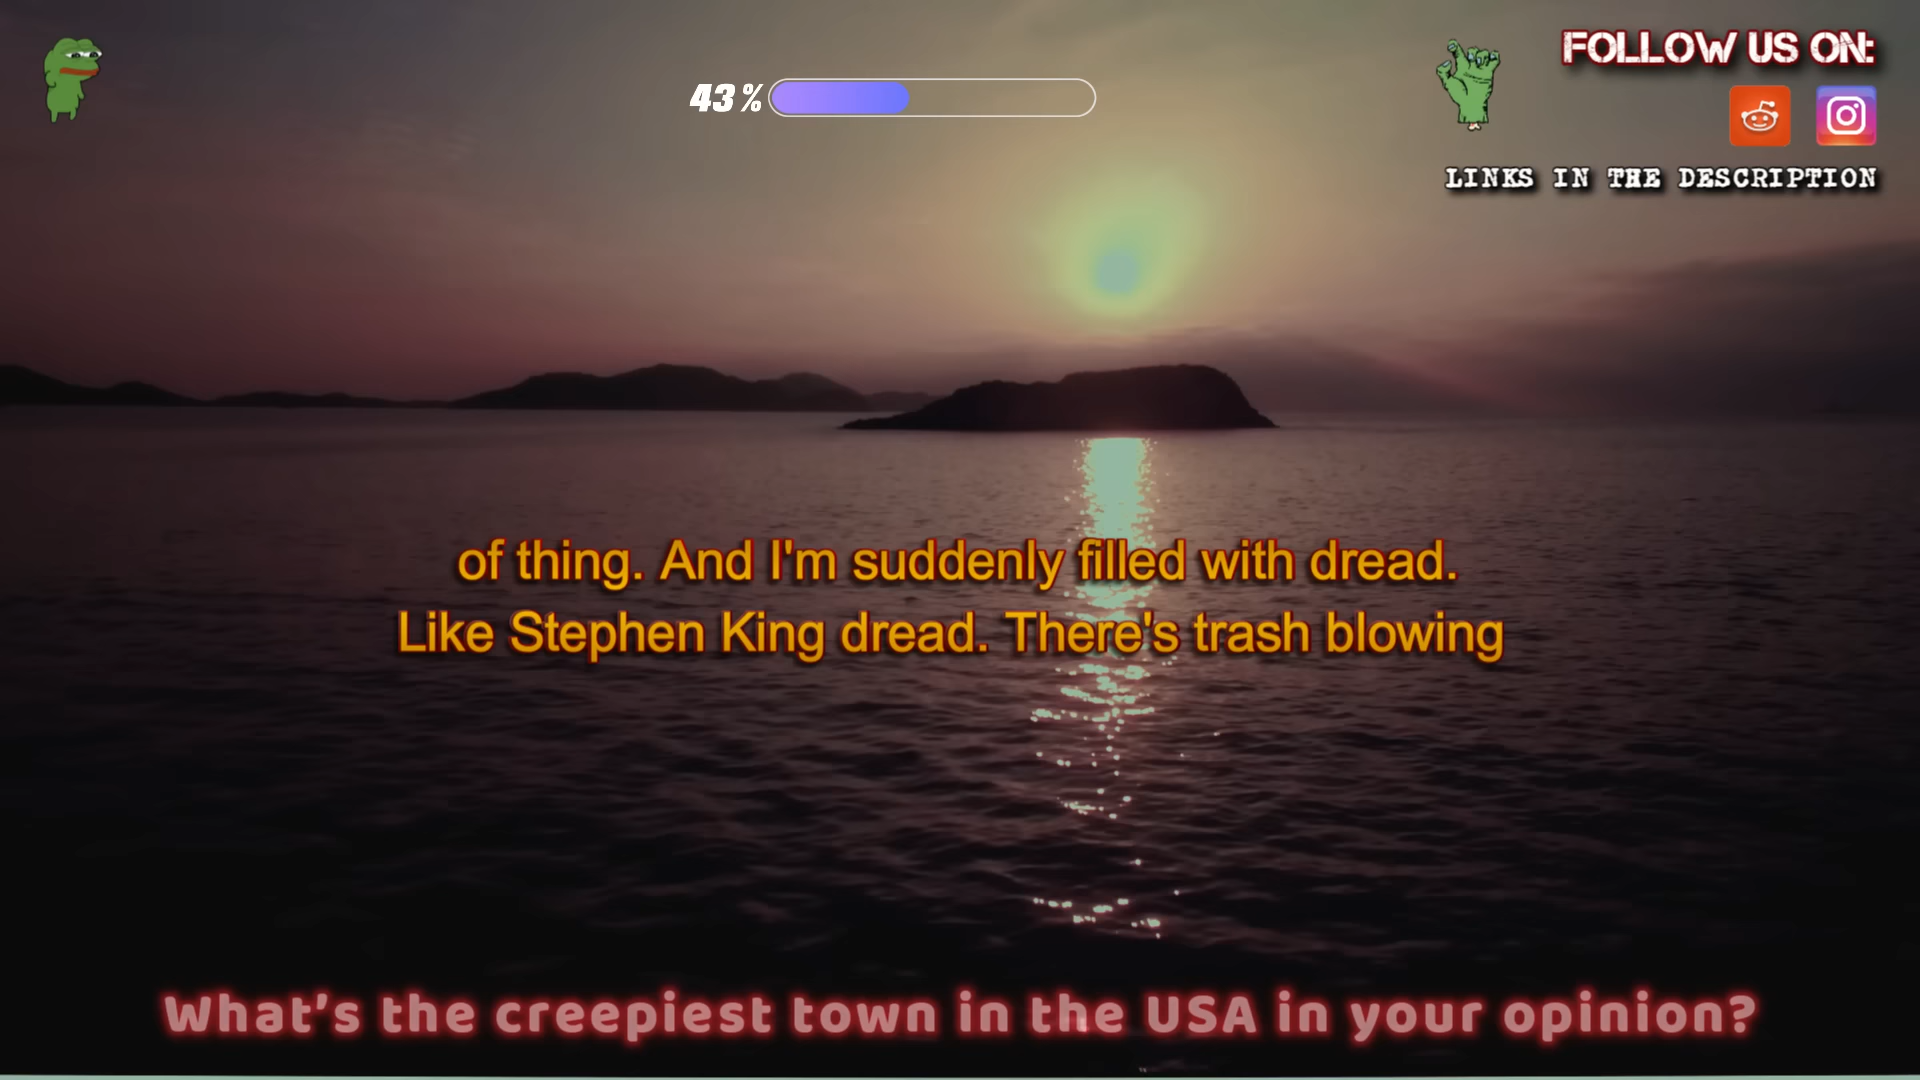 43%
FOLLOW US ON:
LINKS IN THE DESCRIPTION
of thing. And I'm suddenly filled with dread.
Like Stephen King dread. There's trash blowing
What's the creepiest town in the USA in your opinion?